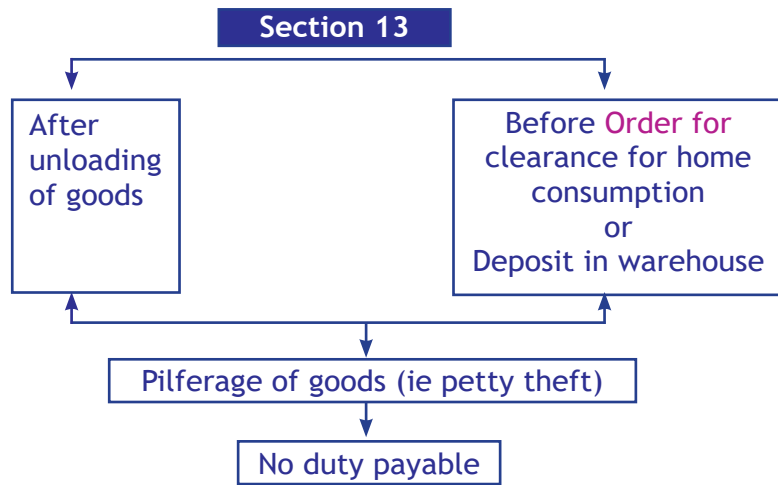 Section 13
After
unloading
of goods
Before Order for
clearance for home
consumption
or
Deposit in warehouse
Pilferage of goods (ie petty theft)
No duty payable